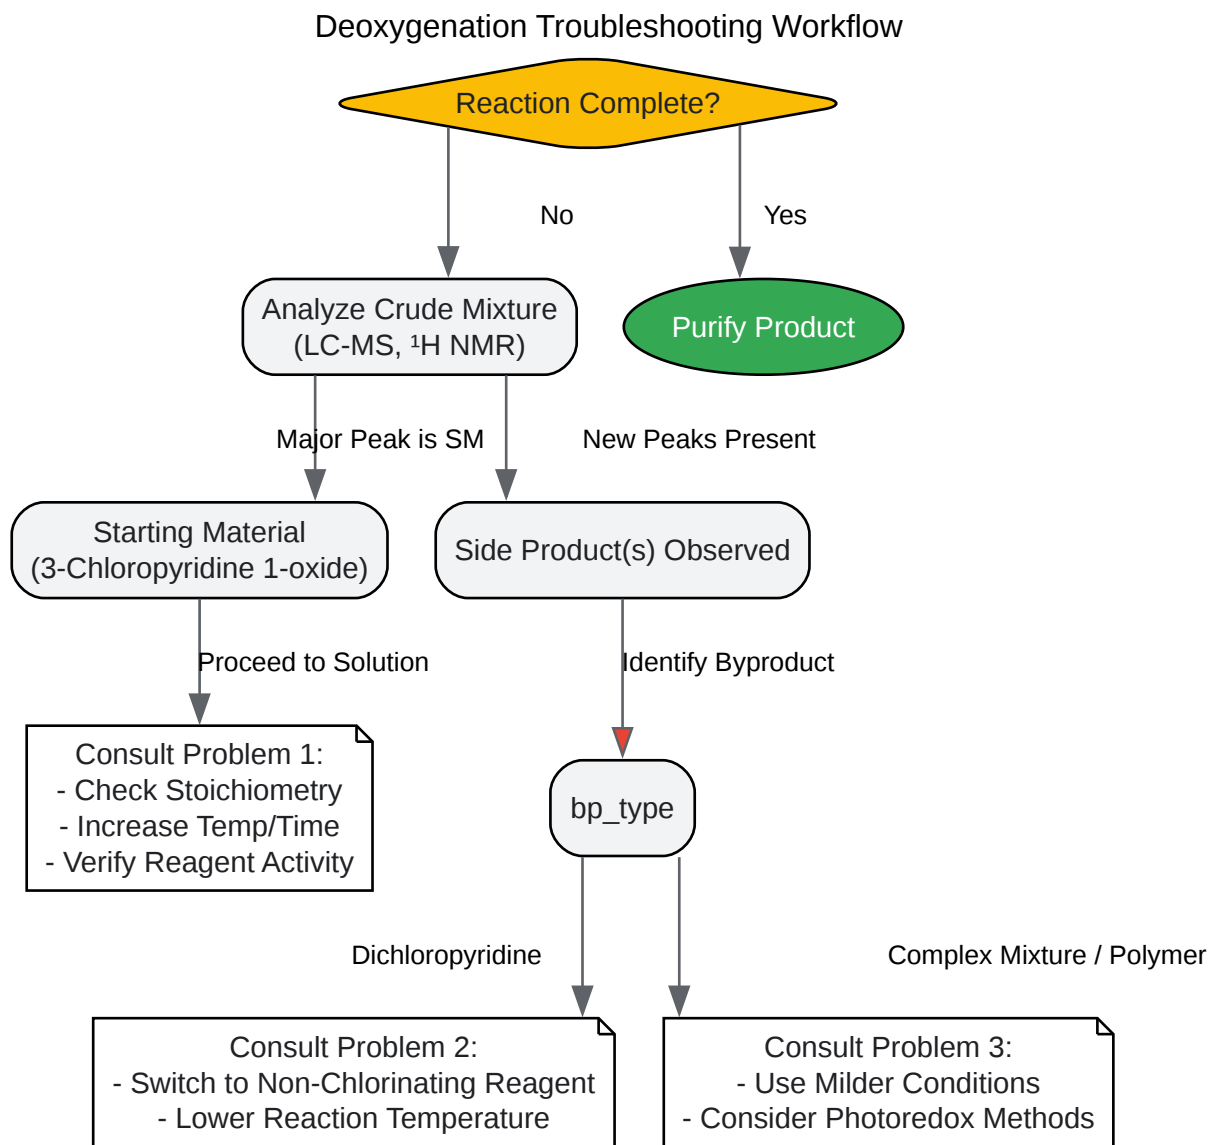 Deoxygenation Troubleshooting Workflow
Reaction Complete?
No
Yes
Analyze Crude Mixture
(LC-MS, ¹H NMR)
Purify Product
Major Peak is SM
New Peaks Present
Starting Material
(3-Chloropyridine 1-oxide)
Side Product(s) Observed
Proceed to Solution
Identify Byproduct
Consult Problem 1:
- Check Stoichiometry
- Increase Temp/Time
- Verify Reagent Activity
bp_type
Dichloropyridine
Complex Mixture / Polymer
Consult Problem 2:
- Switch to Non-Chlorinating Reagent
- Lower Reaction Temperature
Consult Problem 3:
- Use Milder Conditions
- Consider Photoredox Methods